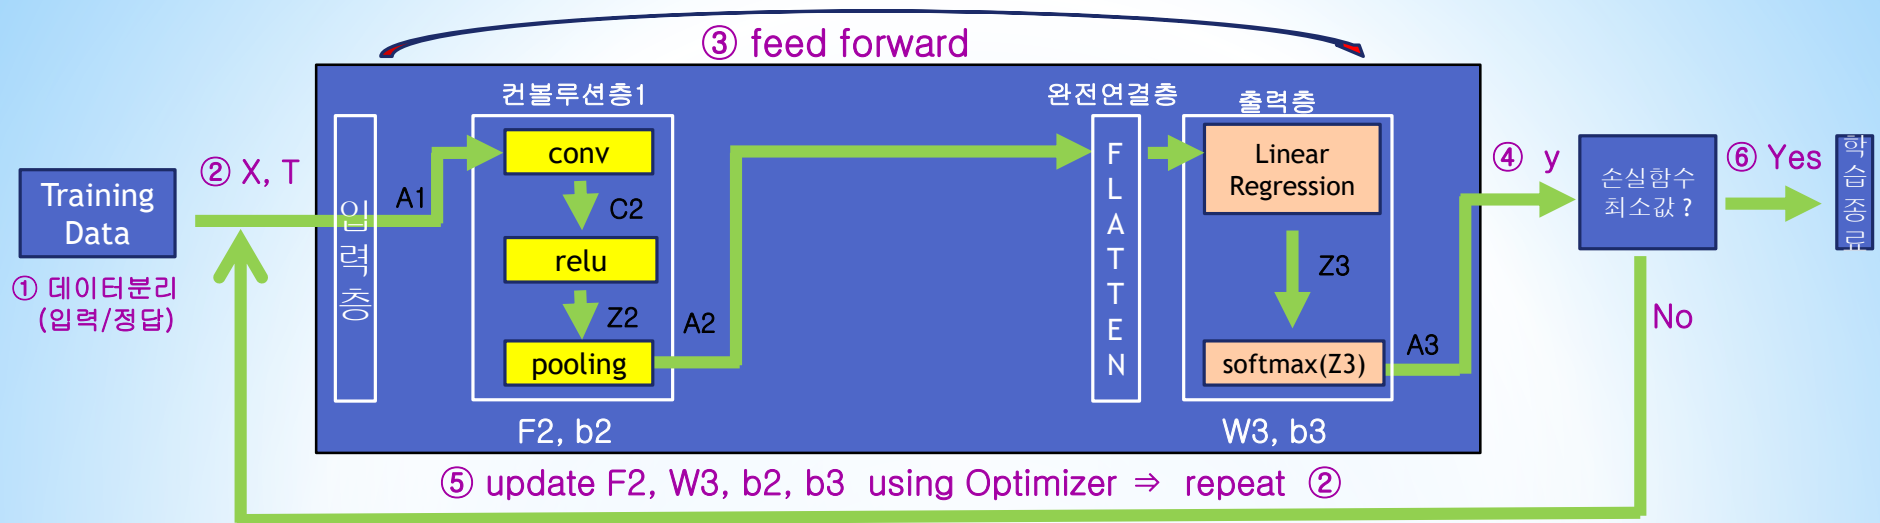 ③ feed forward
컨볼루션층1
완전연결층
출력층
Training
Data
① 데이터분리
(입력/정답)
② X, T
입
력
층
A1
conv
C2
relu
Z2
pooling
A2
F2, b2
F
L
A
T
T
E
N
Linear
Regression
Z3
softmax(Z3)
A3
W3, b3
④ y
손실함수
최소값 ?
⑥ Yes
학
습
종
료
No
⑤ update F2, W3, b2, b3 using Optimizer ⇒ repeat ②